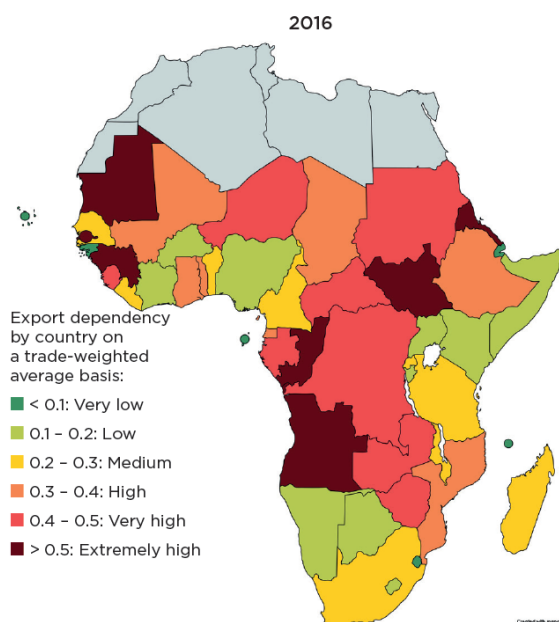 2016
Export dependency
by country on
a trade-weighted
average basis:
< 0.1: Very low
0.1 – 0.2: Low
0.2 – 0.3: Medium
0.3 – 0.4: High
0.4 – 0.5: Very high
> 0.5: Extremely high
Created with